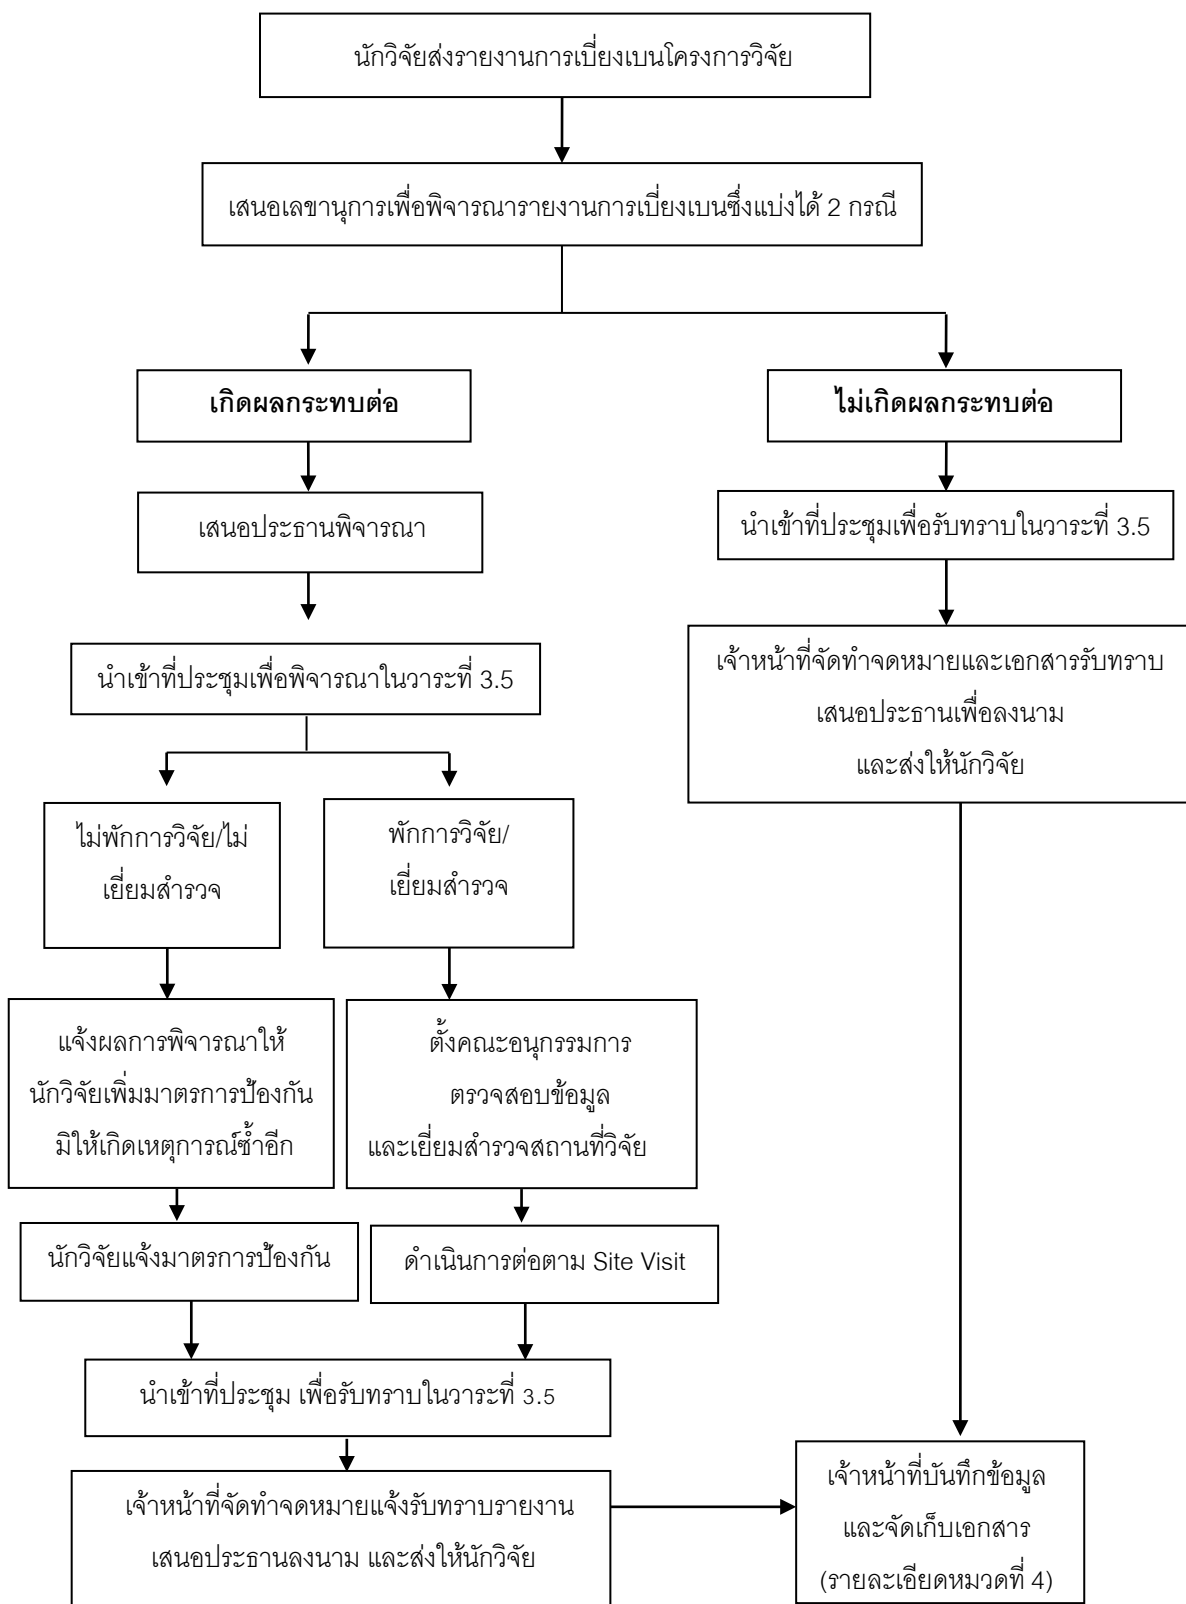 นักวิจัยส่งรายงานการเบี่ยงเบนโครงการวิจัย
เสนอเลขานุการเพื่อพิจารณารายงานการเบี่ยงเบนซึ่งแบ่งได้ 2 กรณี
เกิดผลกระทบต่อ
ไม่เกิดผลกระทบต่อ
เสนอประธานพิจารณา
นำเข้าที่ประชุมเพื่อรับทราบในวาระที่ 3.5
นำเข้าที่ประชุมเพื่อพิจารณาในวาระที่ 3.5
เจ้าหน้าที่จัดทำจดหมายและเอกสารรับทราบ
เสนอประธานเพื่อลงนาม
และส่งให้นักวิจัย
ไม่พักการวิจัย/ไม่
เยี่ยมสำรวจ
พักการวิจัย/
เยี่ยมสำรวจ
แจ้งผลการพิจารณาให้
นักวิจัยเพิ่มมาตรการป้องกัน
มิให้เกิดเหตุการณ์ซ้ำอีก
ตั้งคณะอนุกรรมการ
ตรวจสอบข้อมูล
และเยี่ยมสำรวจสถานที่วิจัย
นักวิจัยแจ้งมาตรการป้องกัน
ดำเนินการต่อตาม Site Visit
นำเข้าที่ประชุม เพื่อรับทราบในวาระที่ 3.5
เจ้าหน้าที่จัดทำจดหมายแจ้งรับทราบรายงาน
เสนอประธานลงนาม และส่งให้นักวิจัย
เจ้าหน้าที่บันทึกข้อมูล
และจัดเก็บเอกสาร
(รายละเอียดหมวดที่ 4)